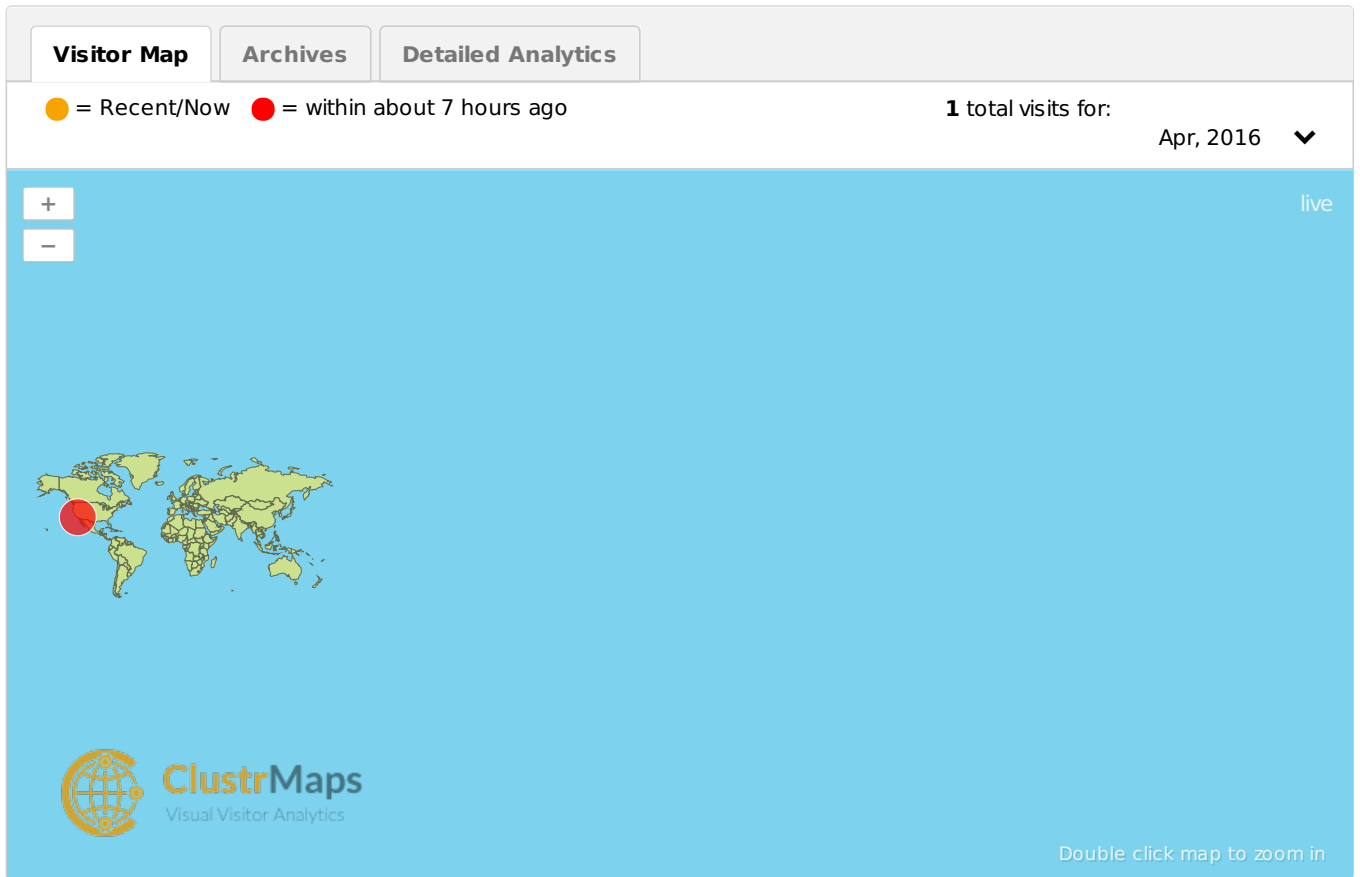 Visitor Map Archives Detailed Analytics
= Recent/Now = within about 7 hours ago
1 total visits for:
Apr, 2016
+
live
−
ClustrMaps
Visual Visitor Analytics
Double click map to zoom in